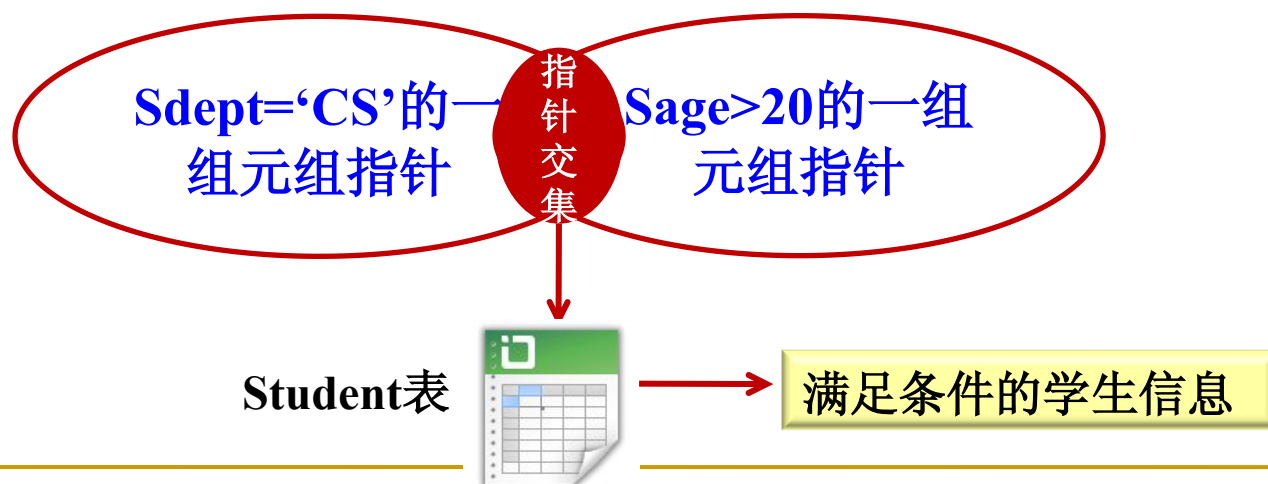 Sdept=‘CS’的一
组元组指针
指
针
交
集
Sage>20的一组
元组指针
Student表
满足条件的学生信息